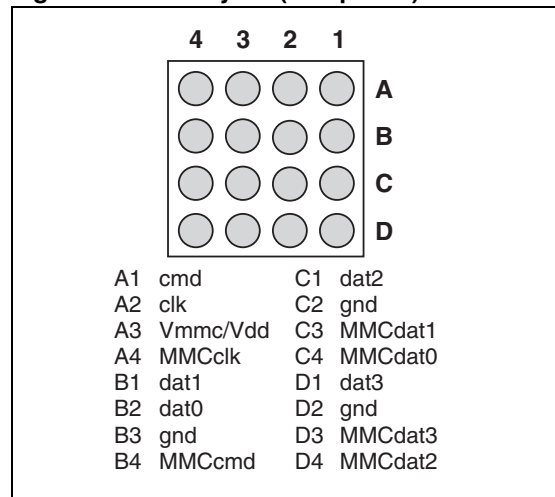 4 3 2 1
A
B
C
D
A1 cmd C1 dat2
A2 clk C2 gnd
A3 Vmmc/Vdd C3 MMCdat1
A4 MMCclk C4 MMCdat0
B1 dat1 D1 dat3
B2 dat0 D2 gnd
B3 gnd D3 MMCdat3
B4 MMCcmd D4 MMCdat2